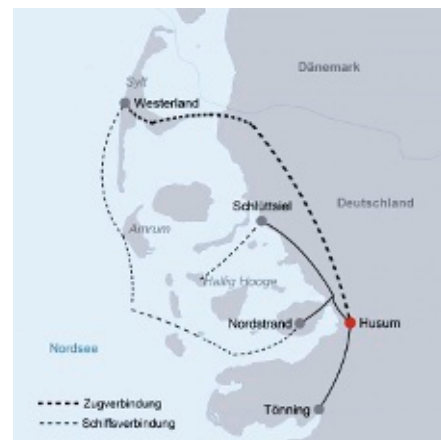 Dänemark
Sylt
Westerland
Deutschland
Schlüttsiel
Amrum
Hallig Hooge
Nordstrand
Husum
Nordsee
Tönning
Zugverbindung
Schiffsverbindung